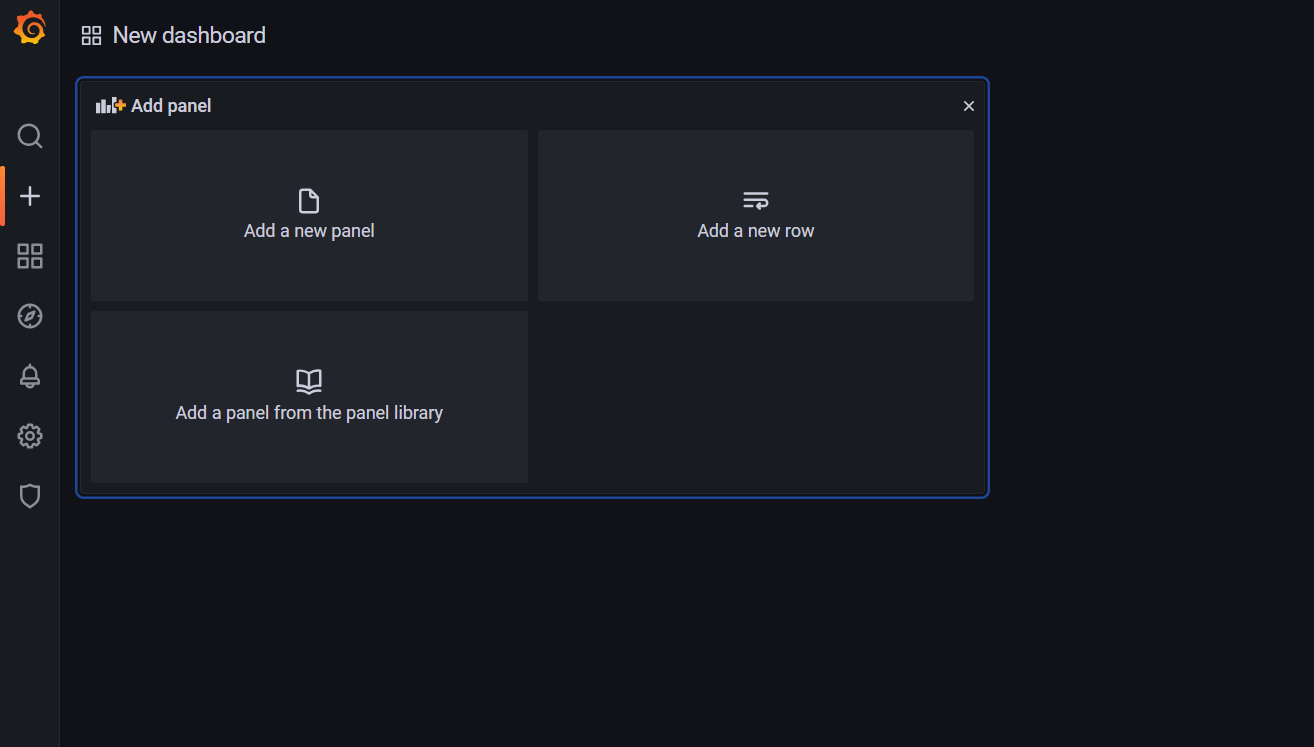 New dashboard
Add panel
Add a new panel
Add a new row
Add a panel from the panel library